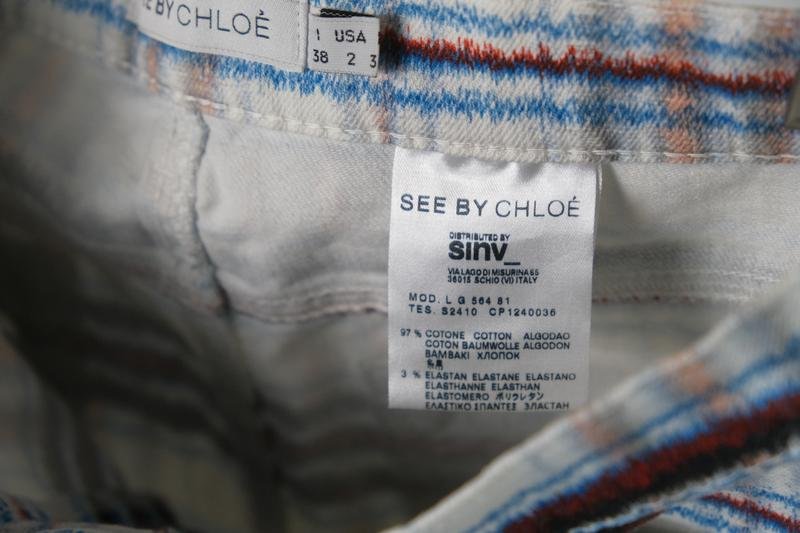 BY CHLOÉ
I USA
38 2 3
SEE BY CHLOÉ
DISTRIBUTED BY
sinv_
VIA LAGO DI MISURINA 65
36015 SCHIO (VI) ITALY
MOD. L G 564 81
TES. S2410 CP1240036
97 % COTONE COTTON ALGODAO
COTON BAUMWOLLE ALGODON
BAMBAKI ХЛОПОК
3 % ELASTAN ELASTANE ELASTANO
ELASTHANNE ELASTHAN
ELASTOMERO ポリウレタン
ΕΛΑΣΤΙΚΟ ΙΠΑΝΤΕΣ ЭЛАСТАН